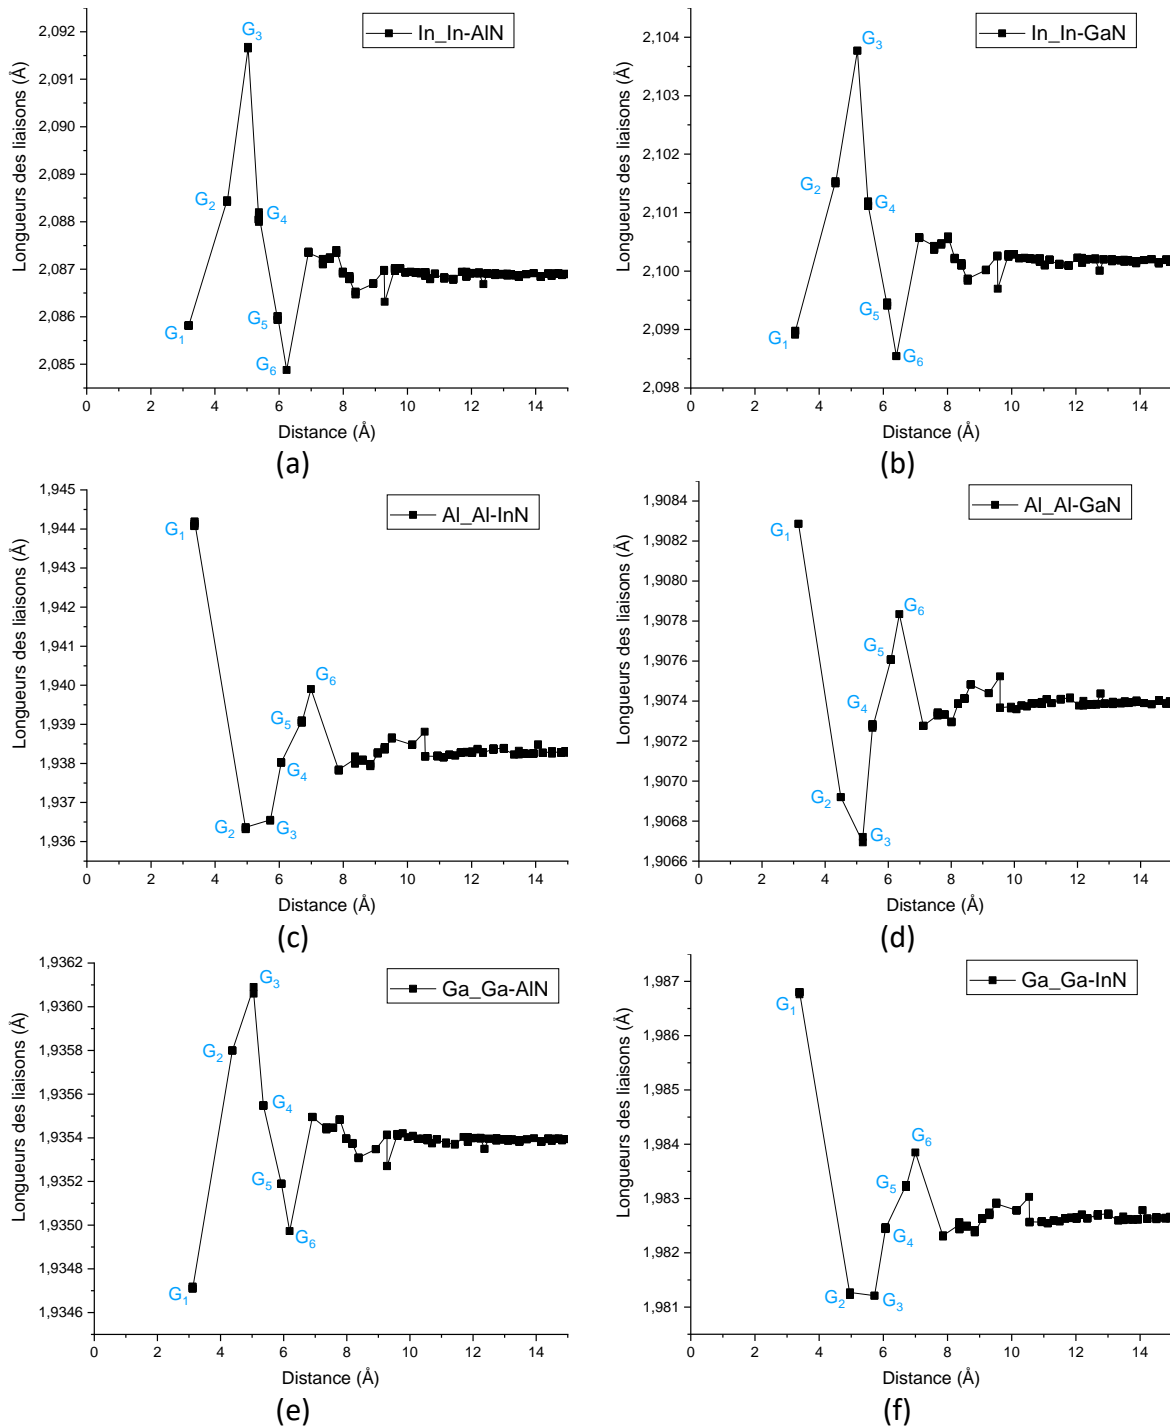 In_In-AlN
Longueurs des liaisons (Å)
2,092
2,091
2,090
2,089
2,088
2,087
2,086
2,085
G1
G2
G3
G4
G5
G6
0 2 4 6 8 10 12 14
Distance (Å)
(a)
In_In-GaN
Longueurs des liaisons (Å)
2,104
2,103
2,102
2,101
2,100
2,099
2,098
G1
G2
G3
G4
G5
G6
0 2 4 6 8 10 12 14
Distance (Å)
(b)
Al_Al-InN
Longueurs des liaisons (Å)
1,945
1,944
1,943
1,942
1,941
1,940
1,939
1,938
1,937
1,936
G1
G2
G3
G4
G5
G6
0 2 4 6 8 10 12 14
Distance (Å)
(c)
Al_Al-GaN
Longueurs des liaisons (Å)
1,9084
1,9082
1,9080
1,9078
1,9076
1,9074
1,9072
1,9070
1,9068
1,9066
G1
G2
G3
G4
G5
G6
0 2 4 6 8 10 12 14
Distance (Å)
(d)
Ga_Ga-AlN
Longueurs des liaisons (Å)
1,9362
1,9360
1,9358
1,9356
1,9354
1,9352
1,9350
1,9348
1,9346
G1
G2
G3
G4
G5
G6
0 2 4 6 8 10 12 14
Distance (Å)
(e)
Ga_Ga-InN
Longueurs des liaisons (Å)
1,987
1,986
1,985
1,984
1,983
1,982
1,981
G1
G2
G3
G4
G5
G6
0 2 4 6 8 10 12 14
Distance (Å)
(f)